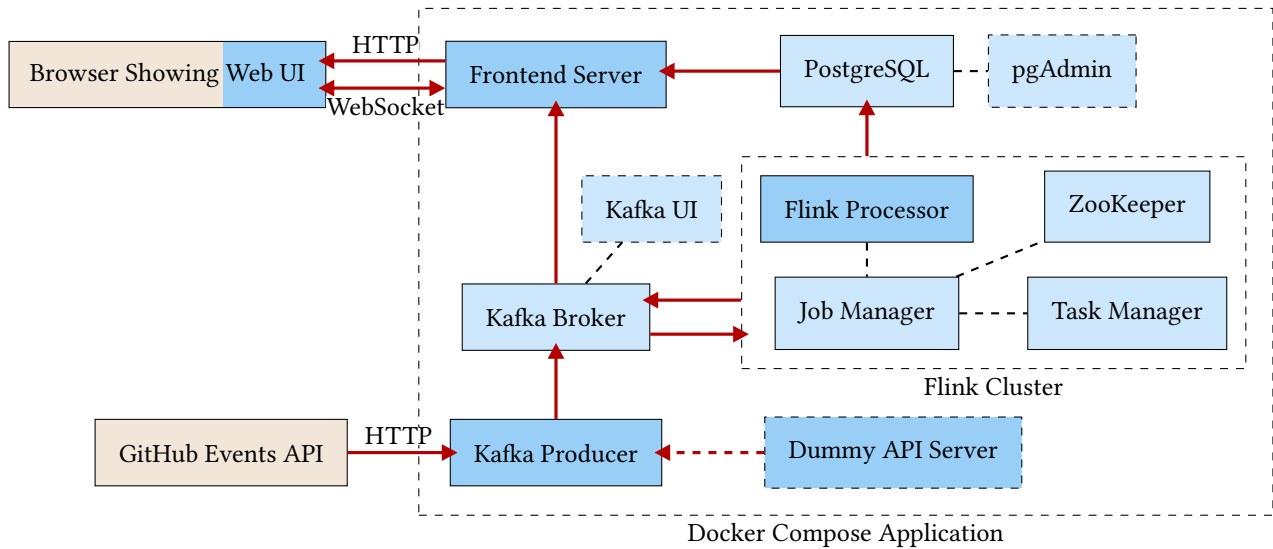 HTTP
Browser Showing Web UI
Frontend Server
PostgreSQL
pgAdmin
WebSocket
Kafka UI
Flink Processor
ZooKeeper
Kafka Broker
Job Manager
Task Manager
Flink Cluster
GitHub Events API
HTTP
Kafka Producer
Dummy API Server
Docker Compose Application